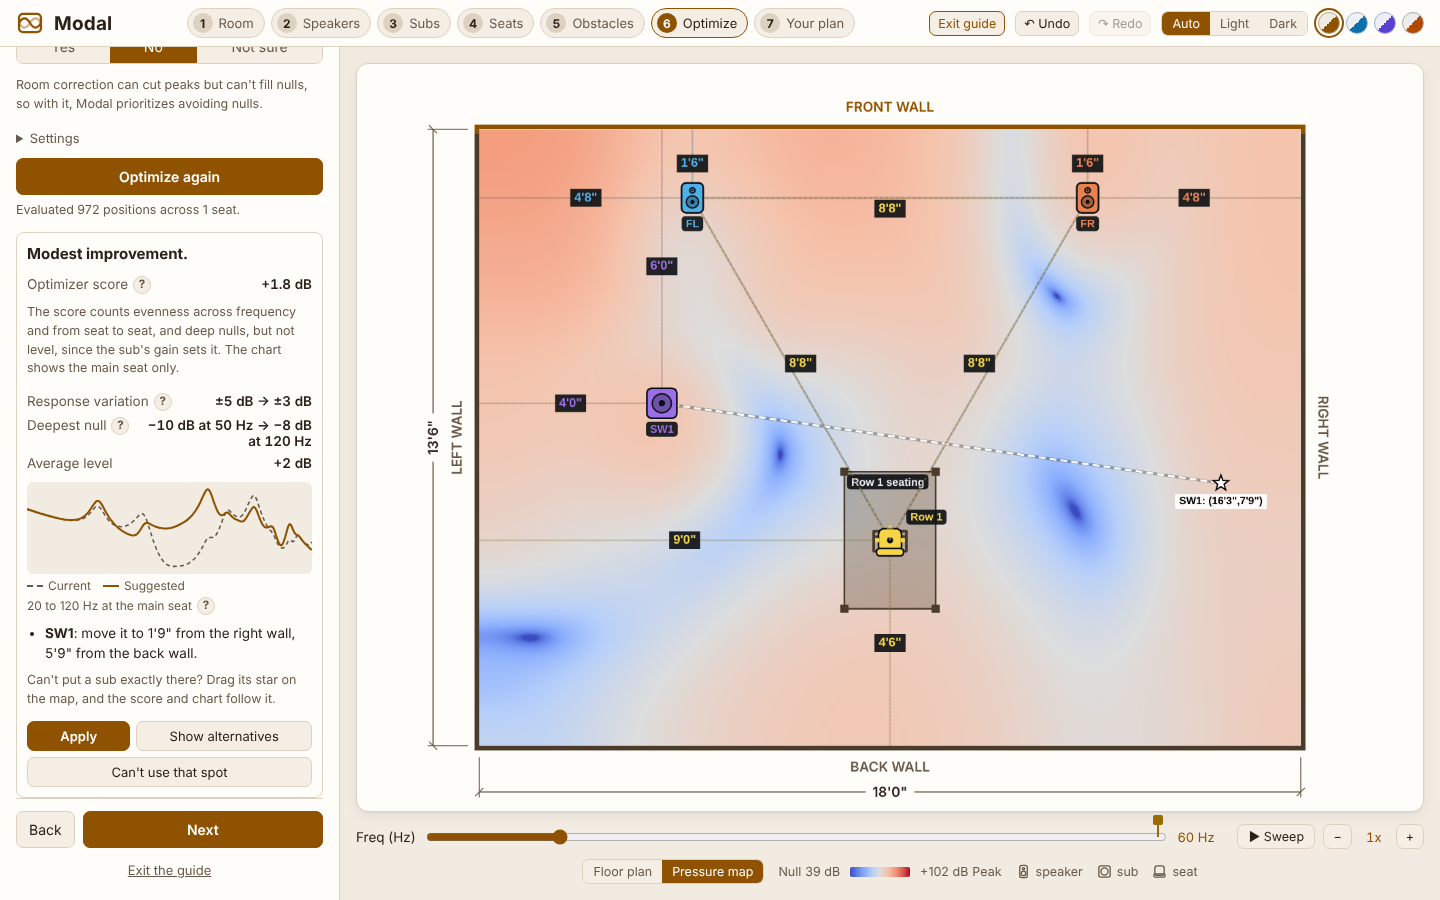 Modal
1 Room
2 Speakers
3 Subs
4 Seats
5 Obstacles
6 Optimize
7 Your plan
Exit guide
↶ Undo
↷ Redo
Auto
Light
Dark
Yes
No
Not sure
Room correction can cut peaks but can't fill nulls,
so with it, Modal prioritizes avoiding nulls.
▶ Settings
Optimize again
Evaluated 972 positions across 1 seat.
Modest improvement.
Optimizer score ? +1.8 dB
The score counts evenness across frequency
and from seat to seat, and deep nulls, but not
level, since the sub's gain sets it. The chart
shows the main seat only.
Response variation ? ±5 dB → ±3 dB
Deepest null ? −10 dB at 50 Hz → −8 dB
at 120 Hz
Average level +2 dB
Current
Suggested
20 to 120 Hz at the main seat ?
• SW1: move it to 1'9" from the right wall,
5'9" from the back wall.
Can't put a sub exactly there? Drag its star on
the map, and the score and chart follow it.
Apply
Show alternatives
Can't use that spot
Back
Next
Exit the guide
FRONT WALL
1'6"
1'6"
4'8"
8'8"
4'8"
FL
FR
6'0"
8'8"
8'8"
4'0"
SW1
13'6"
LEFT WALL
RIGHT WALL
Row 1 seating
SW1: (16'3",7'9")
Row 1
9'0"
4'6"
BACK WALL
18'0"
Freq (Hz)
60 Hz
▶ Sweep
−
1x
+
Floor plan
Pressure map
Null 39 dB
+102 dB Peak
speaker
sub
seat